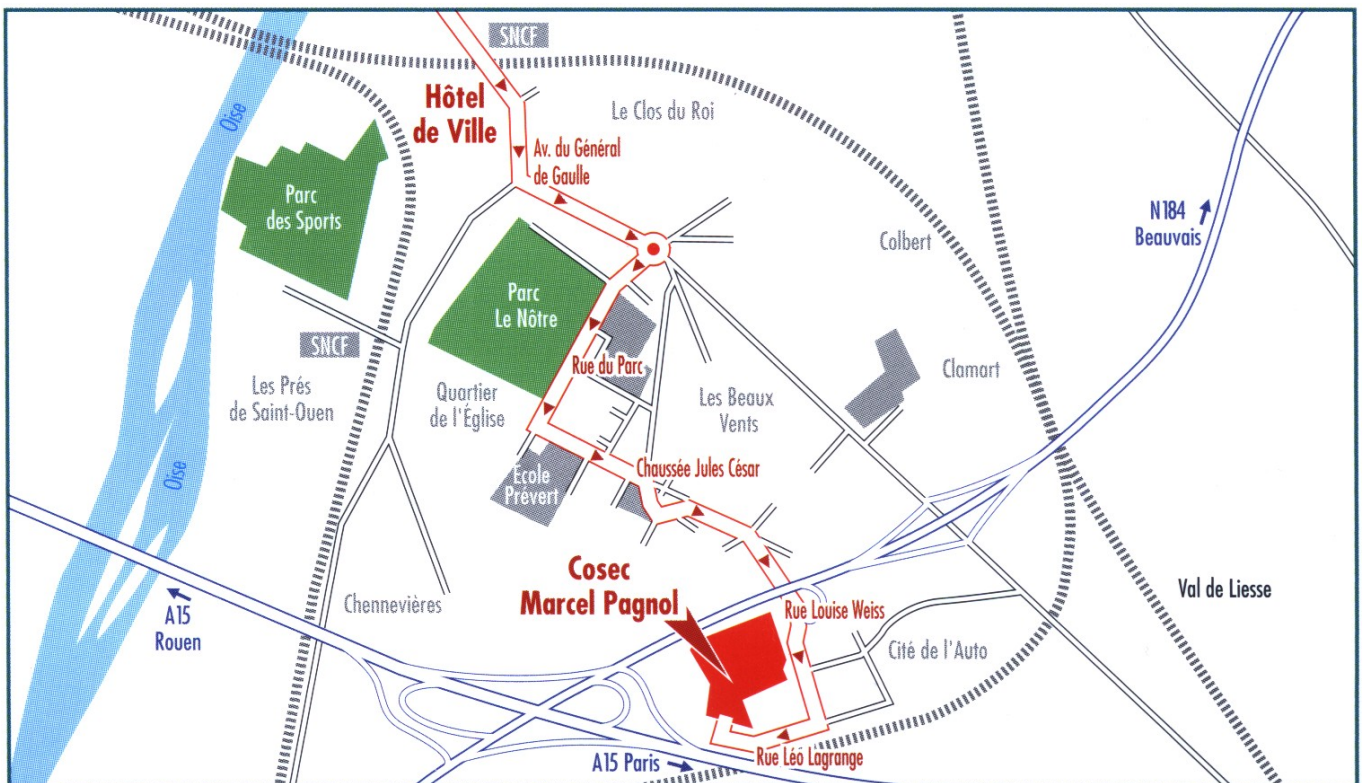 SNCF
Oise
Hôtel
de Ville
Le Clos du Roi
Av. du Général
de Gaulle
Parc
des Sports
N184
Beauvais
Colbert
Parc
Le Nôtre
SNCF
Rue du Parc
Clamart
Les Prés
de Saint-Ouen
Quartier
de l'Église
Les Beaux
Vents
Oise
École
Prévert
Chaussée Jules César
Cosec
Marcel Pagnol
Chennevières
A15
Rouen
Rue Louise Weiss
Val de Liesse
Cité de l'Auto
Rue Léo Lagrange
A15 Paris